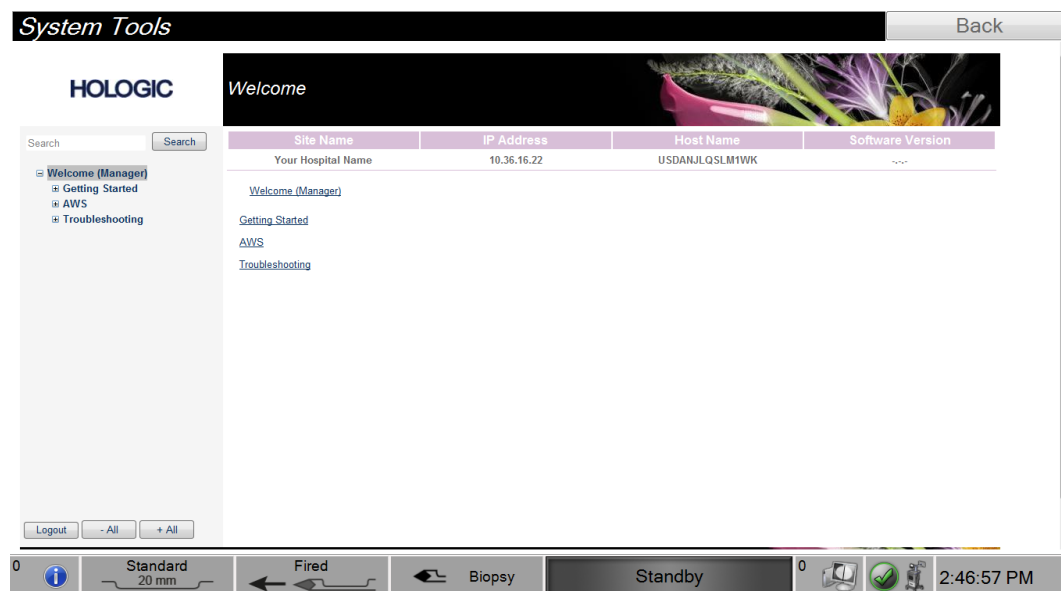 System Tools
Back
HOLOGIC
Welcome
Search
Search
Site Name IP Address Host Name Software Version
Your Hospital Name 10.36.16.22 USDANJLQSLM1WK -.-.-
Welcome (Manager)
Getting Started
AWS
Troubleshooting
Welcome (Manager)
Getting Started
AWS
Troubleshooting
Logout
- All
+ All
0
Standard
20 mm
Fired
Biopsy
Standby
0
2:46:57 PM